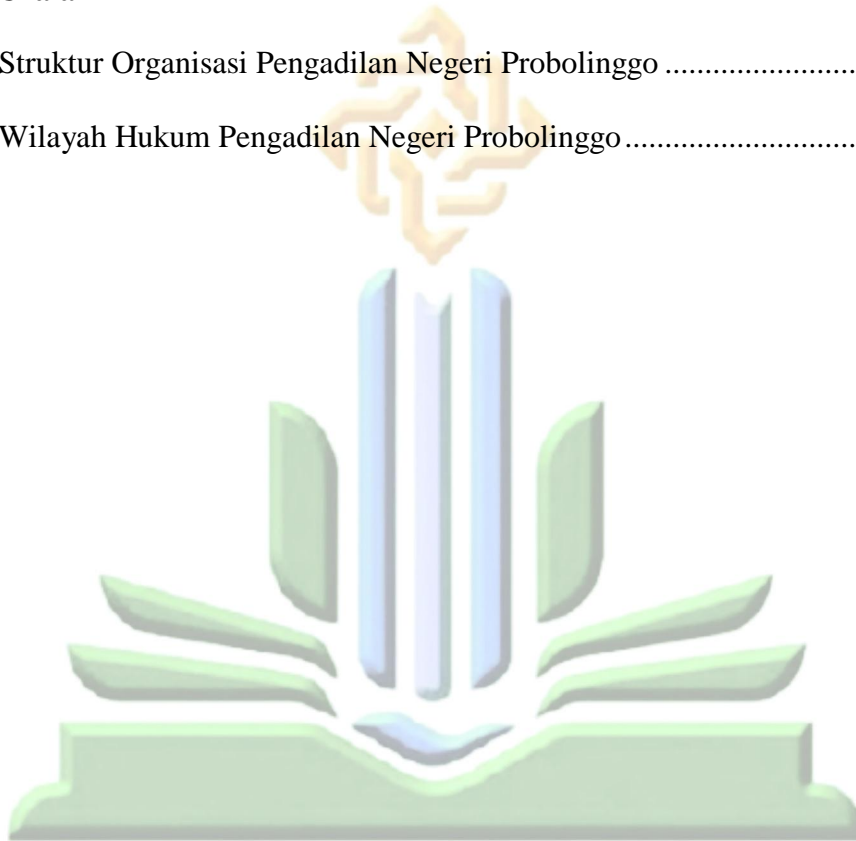 Struktur Organisasi Pengadilan Negeri Probolinggo .......................
Wilayah Hukum Pengadilan Negeri Probolinggo ............................